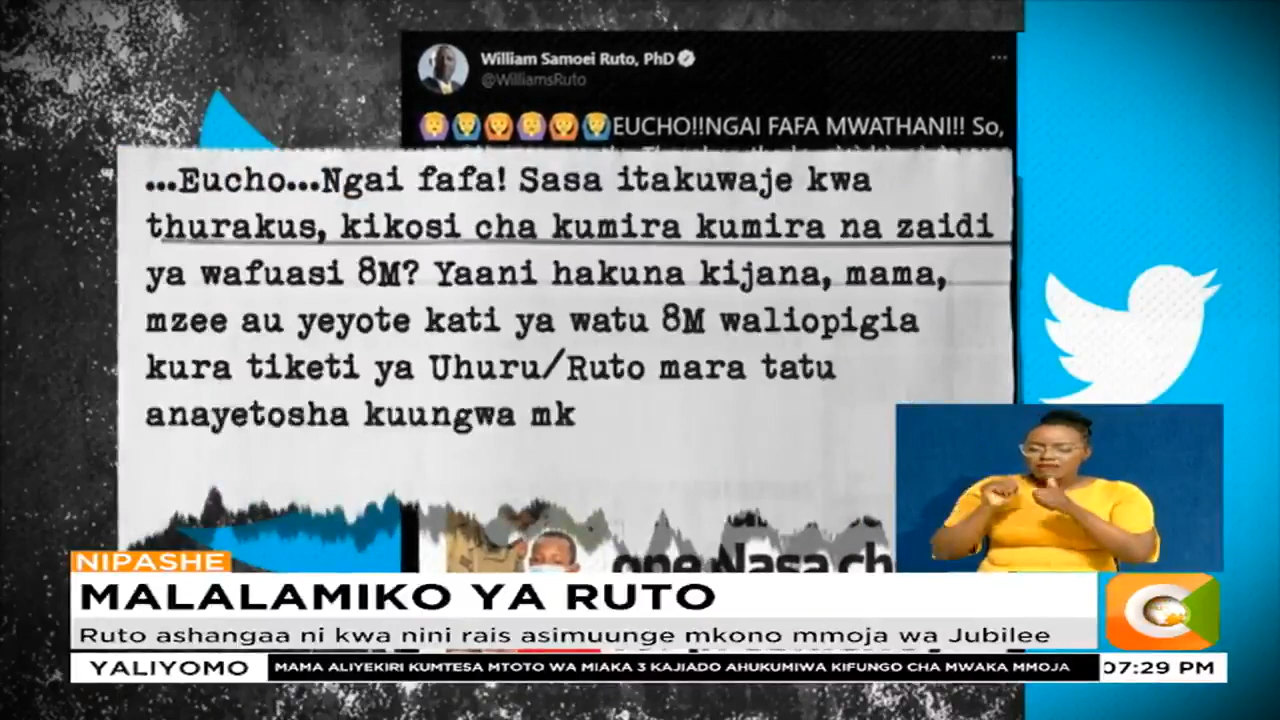 William Samoei Ruto, PhD
@WilliamsRuto
EUCHO!!NGAI FAFA MWATHANI!! So,
...Eucho...Ngai fafa! Sasa itakuwaje kwa
thurakus, kikosi cha kumira kumira na zaidi
ya wafuasi 8M? Yaani hakuna kijana, mama,
mzee au yeyote kati ya watu 8M waliopigia
kura tiketi ya Uhuru/Ruto mara tatu
anayetosha kuungwa mk
one Nasa ch
NIPASHE
MALALAMIKO YA RUTO
Ruto ashangaa ni kwa nini rais asimuunge mkono mmoja wa Jubilee
YALIYOMO
MAMA ALIYEKIRI KUMTESA MTOTO WA MIAKA 3 KAJIADO AHUKUMIWA KIFUNGO CHA MWAKA MMOJA
07:29 PM